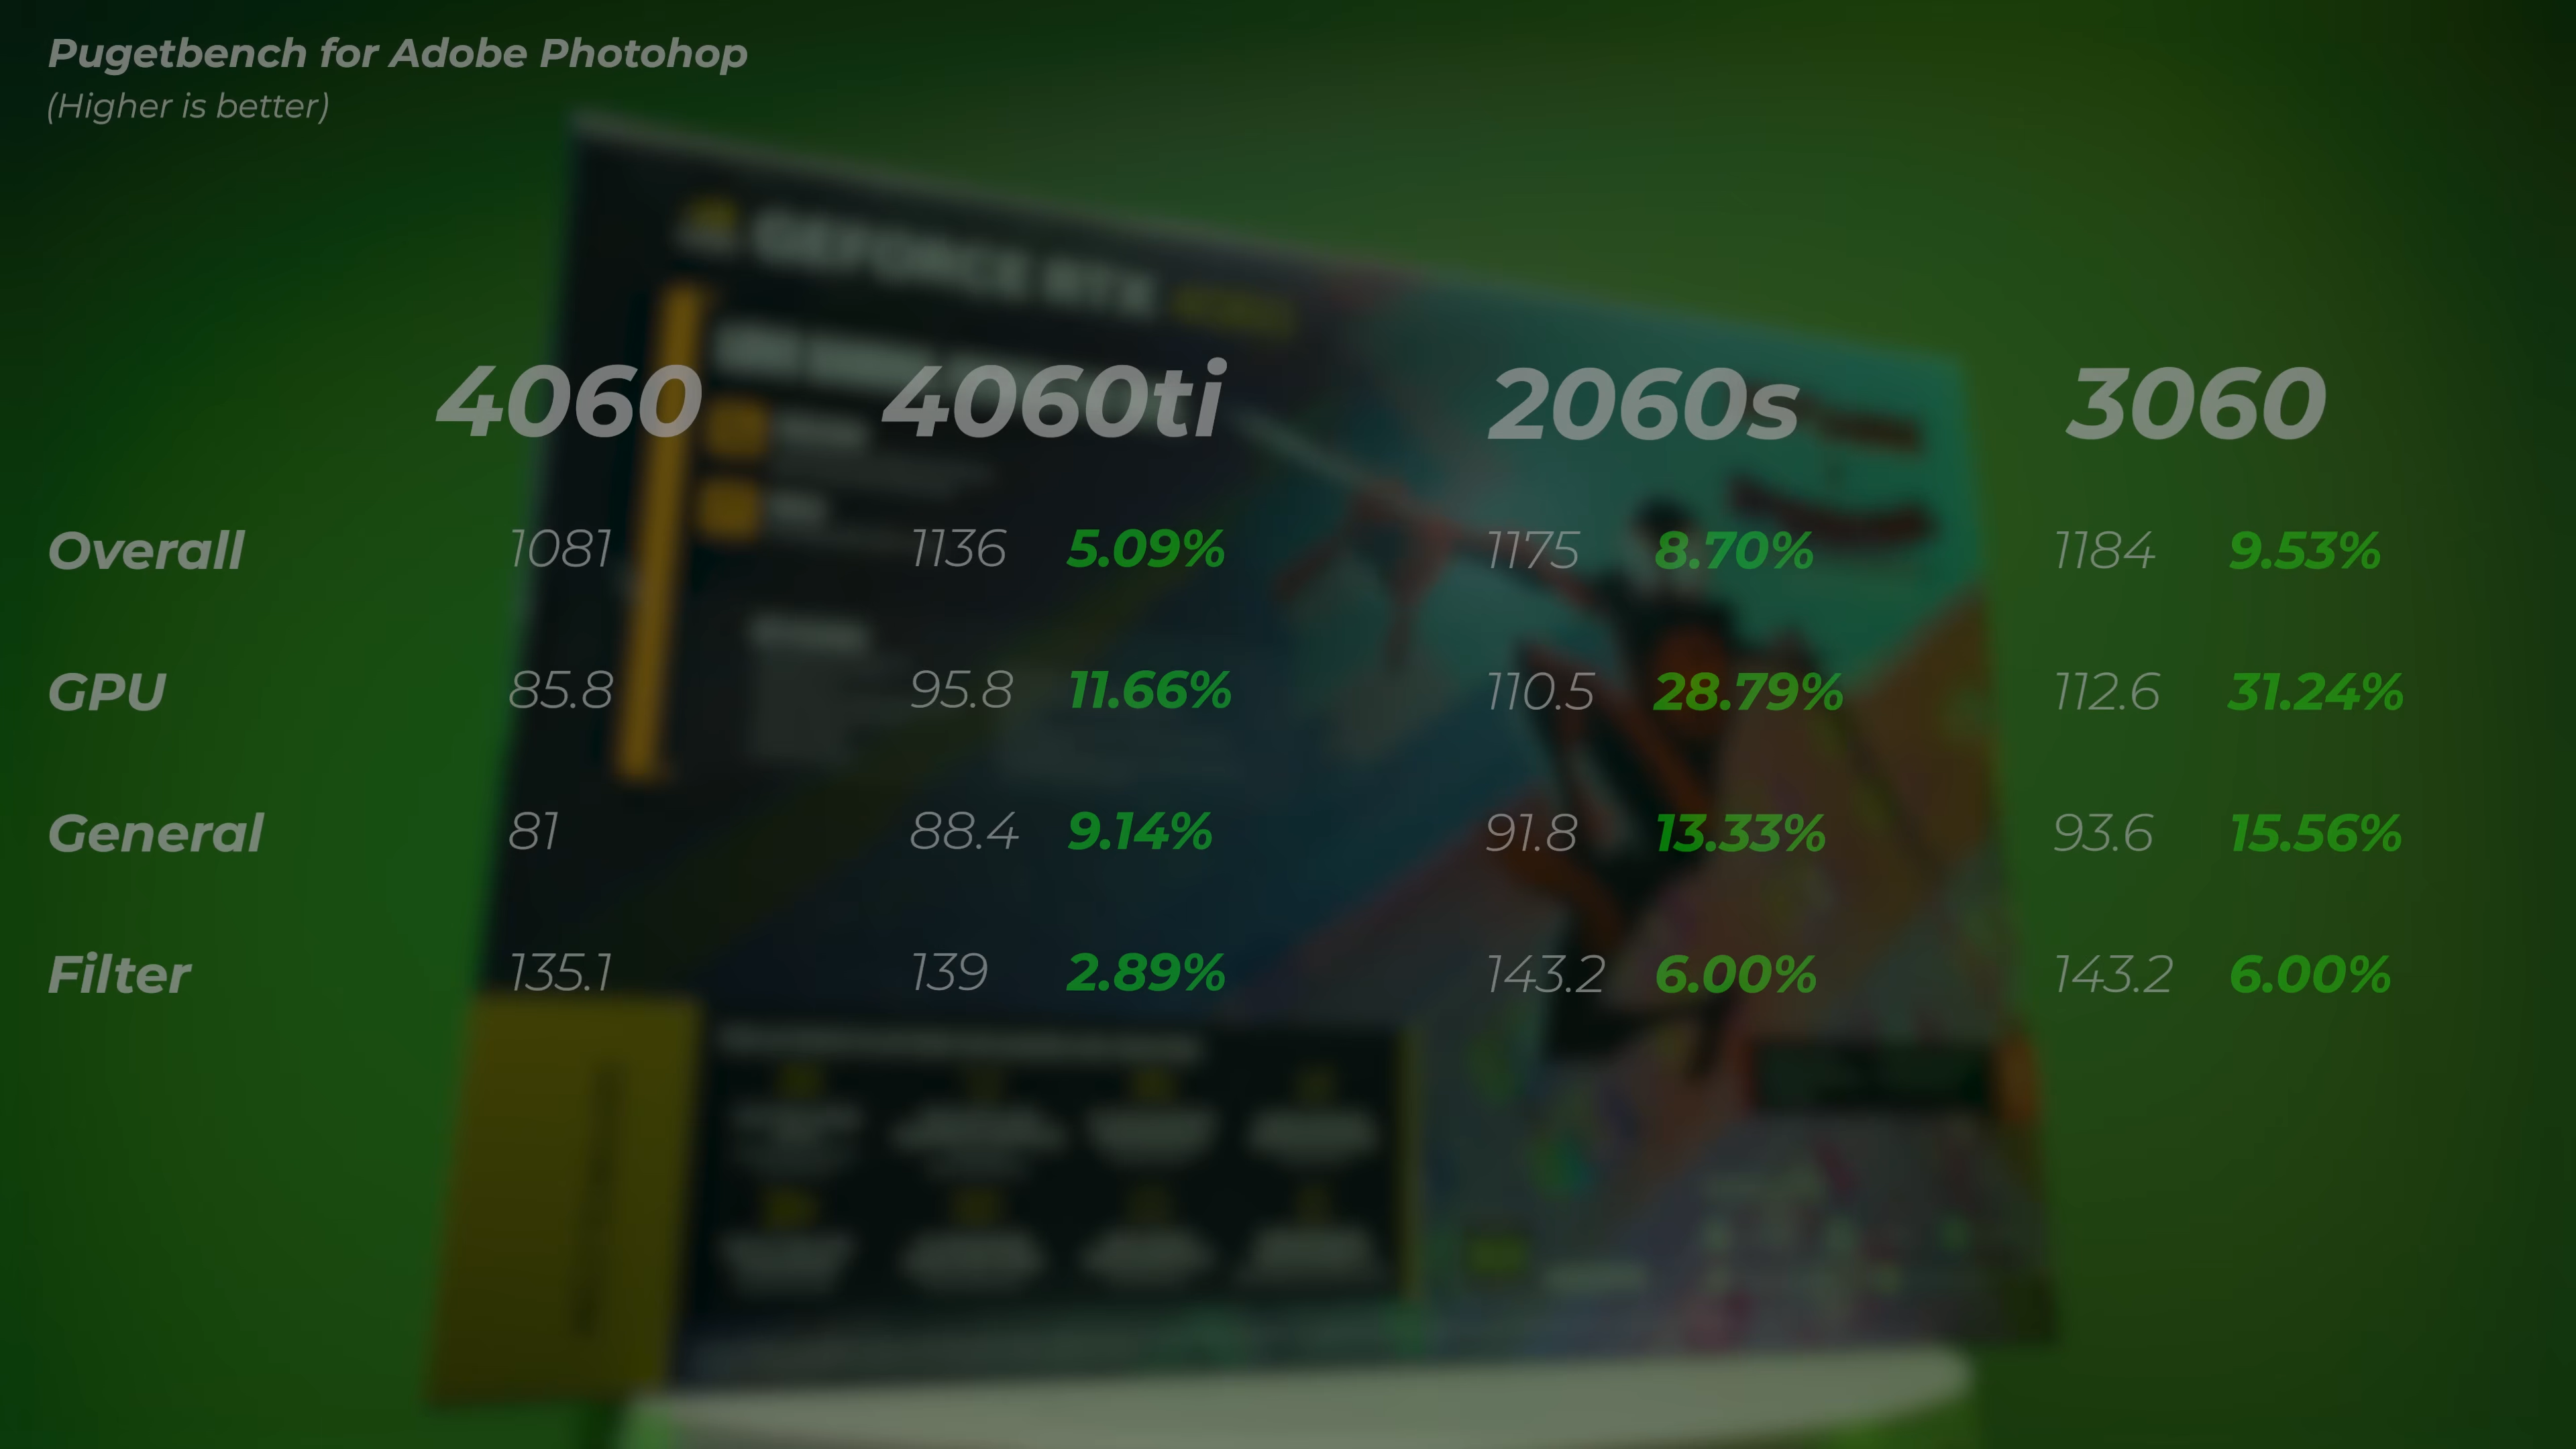 Pugetbench for Adobe Photohop
(Higher is better)
GEFORCE RTX
4060 4060ti 2060s 3060
Overall 1081 1136 5.09% 1175 8.70% 1184 9.53%
GPU 85.8 95.8 11.66% 110.5 28.79% 112.6 31.24%
General 81 88.4 9.14% 91.8 13.33% 93.6 15.56%
Filter 135.1 139 2.89% 143.2 6.00% 143.2 6.00%